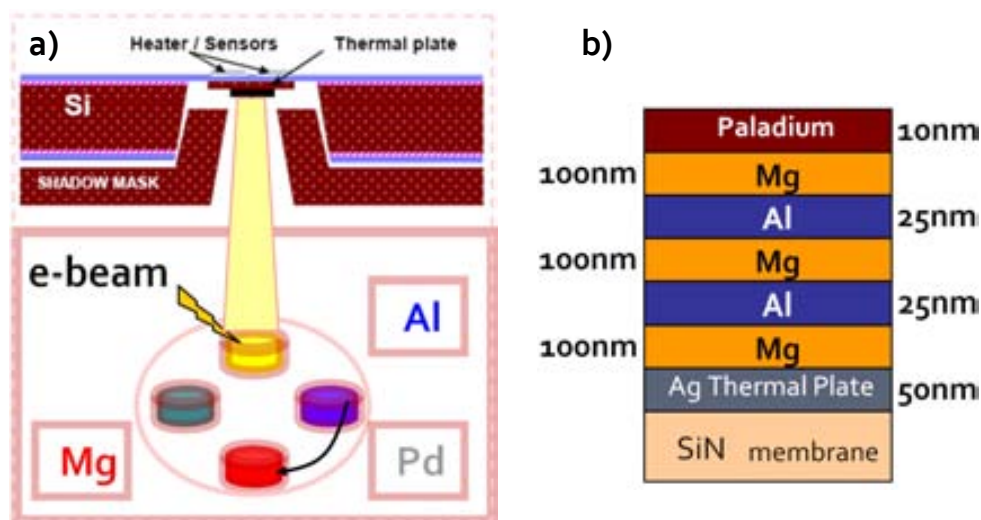 a)
Heater / Sensors
Thermal plate
Si
SHADOW MASK
e-beam
Al
Mg
Pd
b)
Paladium
10nm
100nm
Mg
Al
25nm
100nm
Mg
Al
25nm
100nm
Mg
Ag Thermal Plate
50nm
SiN membrane